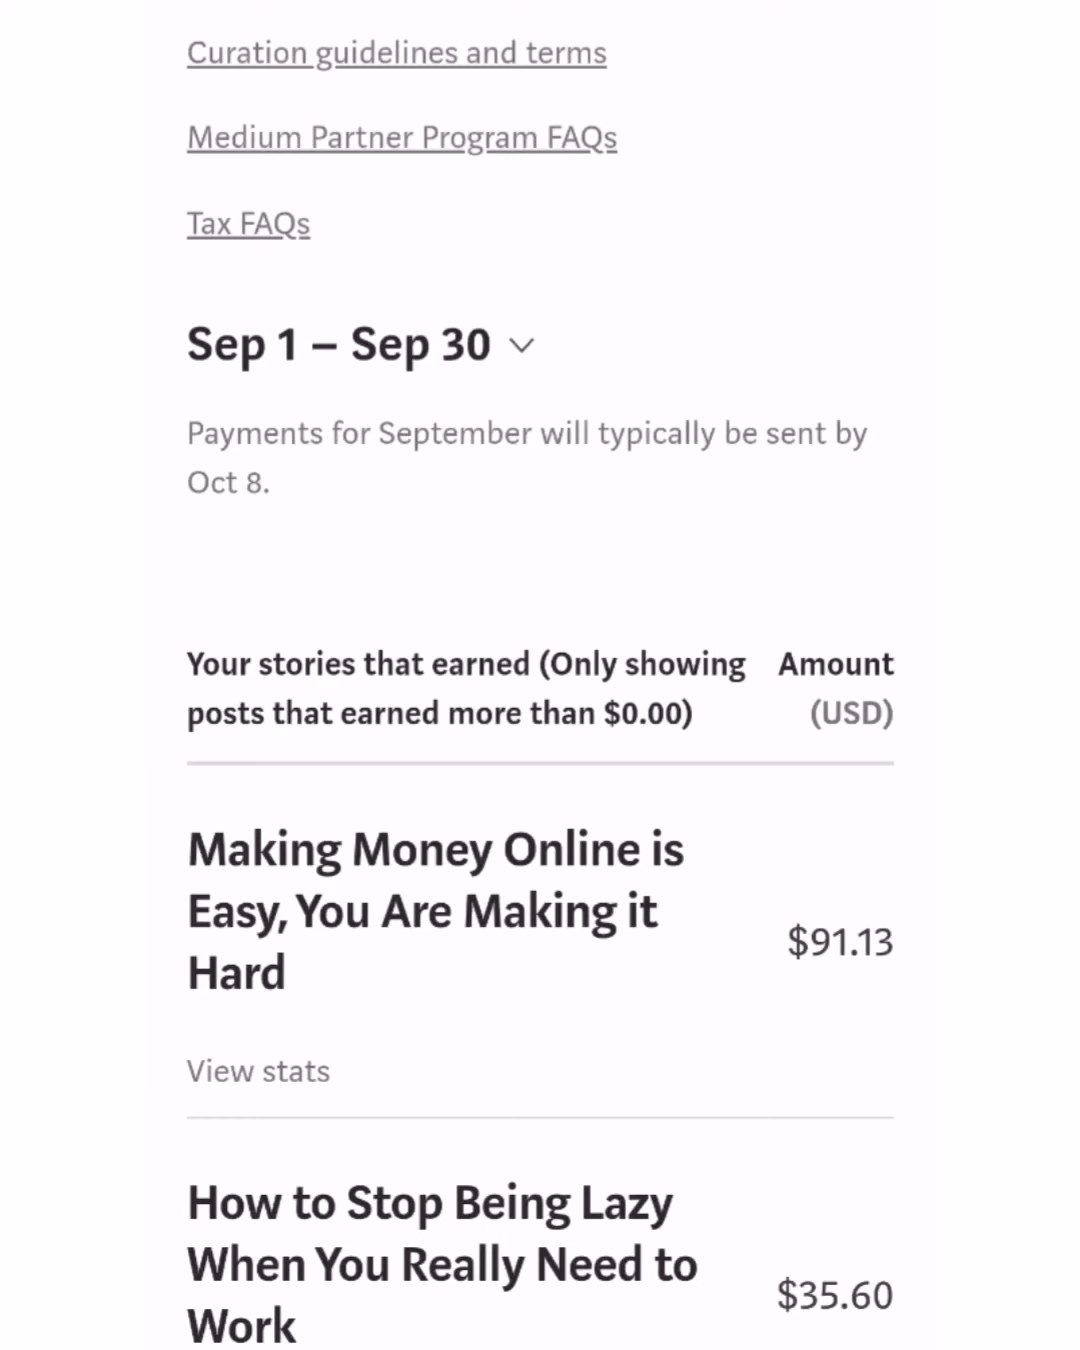 Curation guidelines and terms
Medium Partner Program FAQs
Tax FAQs
Sep 1 – Sep 30
Payments for September will typically be sent by
Oct 8.
Your stories that earned (Only showing Amount
posts that earned more than $0.00) (USD)
Making Money Online is
Easy, You Are Making it
$91.13
Hard
View stats
How to Stop Being Lazy
When You Really Need to
$35.60
Work